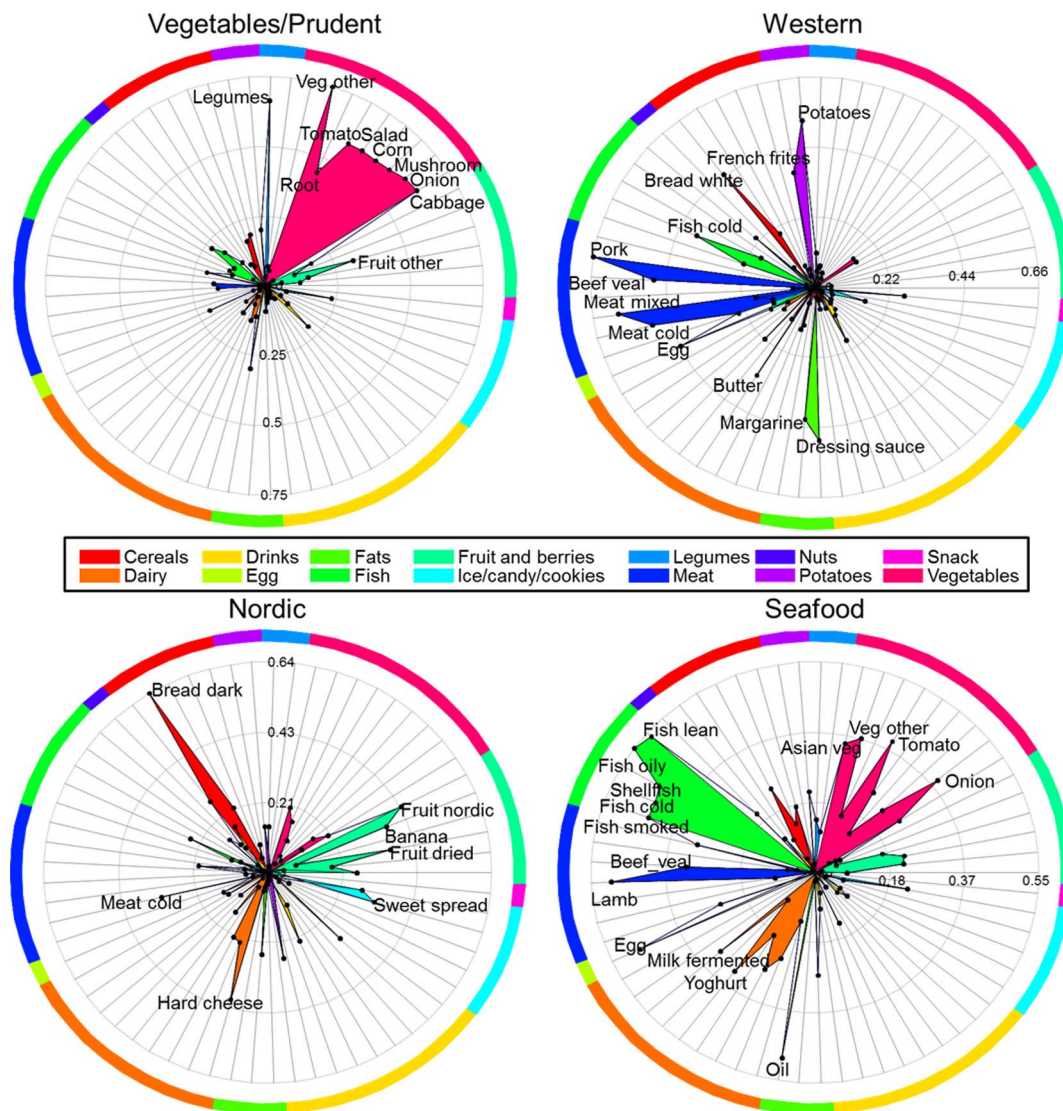 Vegetables/Prudent
Legumes
Veg other
Tomato
Salad
Corn
Mushroom
Onion
Cabbage
Root
Fruit other
0.25
0.5
0.75
Western
Potatoes
French frites
Bread white
Fish cold
Pork
Beef veal
Meat mixed
Meat cold
Egg
Butter
Margarine
Dressing sauce
0.22
0.44
0.66
Cereals
Drinks
Fats
Fruit and berries
Legumes
Nuts
Snack
Dairy
Egg
Fish
Ice/candy/cookies
Meat
Potatoes
Vegetables
Nordic
0.64
0.43
0.21
Bread dark
Fruit nordic
Banana
Fruit dried
Sweet spread
Meat cold
Hard cheese
Seafood
Fish lean
Fish oily
Shellfish
Fish cold
Fish smoked
Beef_veal
Lamb
Egg
Milk fermented
Yoghurt
Oil
Asian veg
Veg other
Tomato
Onion
0.18
0.37
0.55